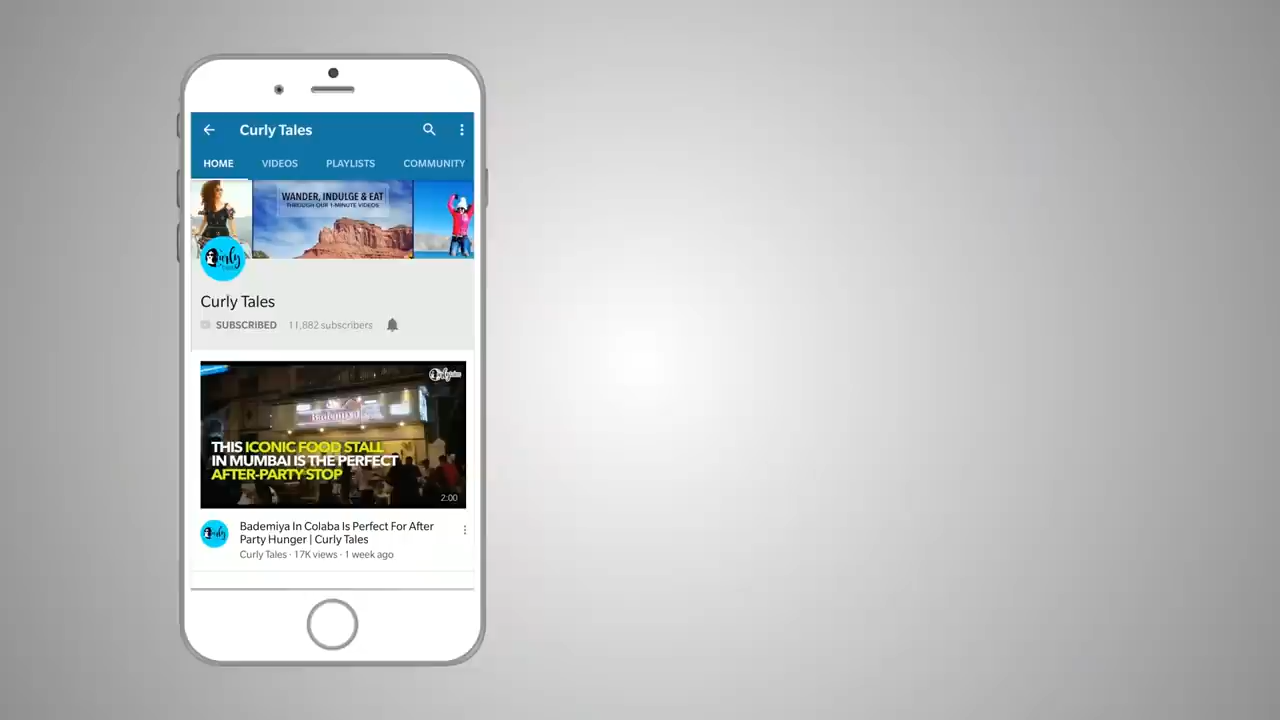 Curly Tales
HOME VIDEOS PLAYLISTS COMMUNITY
WANDER, INDULGE & EAT
THROUGH OUR 1-MINUTE VIDEOS
Curly
Curly Tales
SUBSCRIBED 11,882 subscribers
Bademiya
THIS ICONIC FOOD STALL
IN MUMBAI IS THE PERFECT
AFTER-PARTY STOP
2:00
Bademiya In Colaba Is Perfect For After
Party Hunger | Curly Tales
Curly Tales · 17K views · 1 week ago